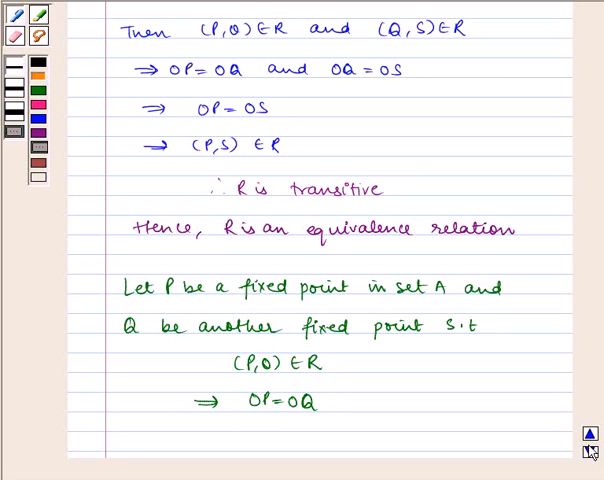 Then (P,Q)∈R and (Q,S)∈R
⇒ OP=OQ and OQ=OS
⇒ OP=OS
⇒ (P,S) ∈ R
∴ R is transitive
Hence, R is an equivalence relation
Let P be a fixed point in set A and
Q be another fixed point s.t
(P,Q) ∈ R
⇒ OP=OQ